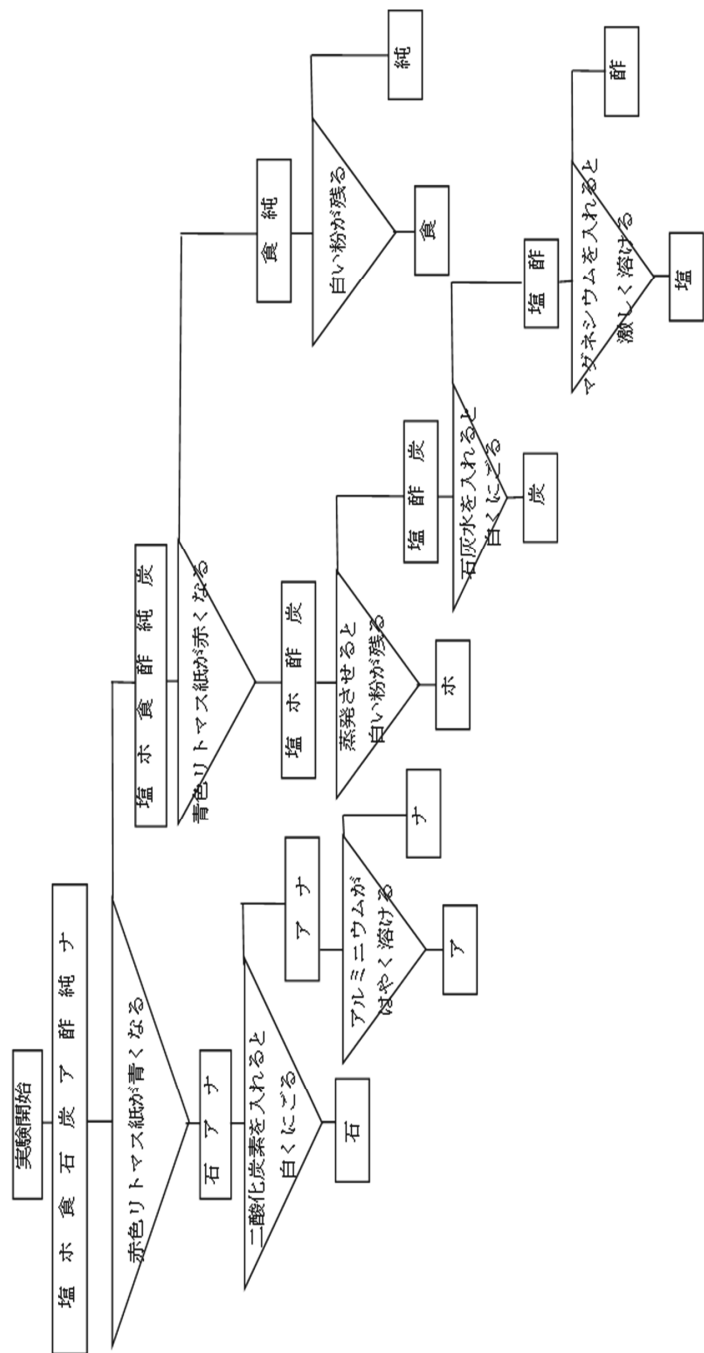 実験開始
塩 ホ 食 石 炭 ア 酢 純 ナ
赤色リトマス紙が青くなる
石 ア ナ
二酸化炭素を入れると
白くにごる
石
ア ナ
アルミニウムが
はやく溶ける
ア
ナ
塩 ホ 食 酢 純 炭
青色リトマス紙が赤くなる
塩 ホ 酢 炭
蒸発させると
白い粉が残る
ホ
塩 酢 炭
石灰水を入れると
白くにごる
炭
塩 酢
マグネシウムを入れると
激しく溶ける
塩
酢
食 純
白い粉が残る
食
純